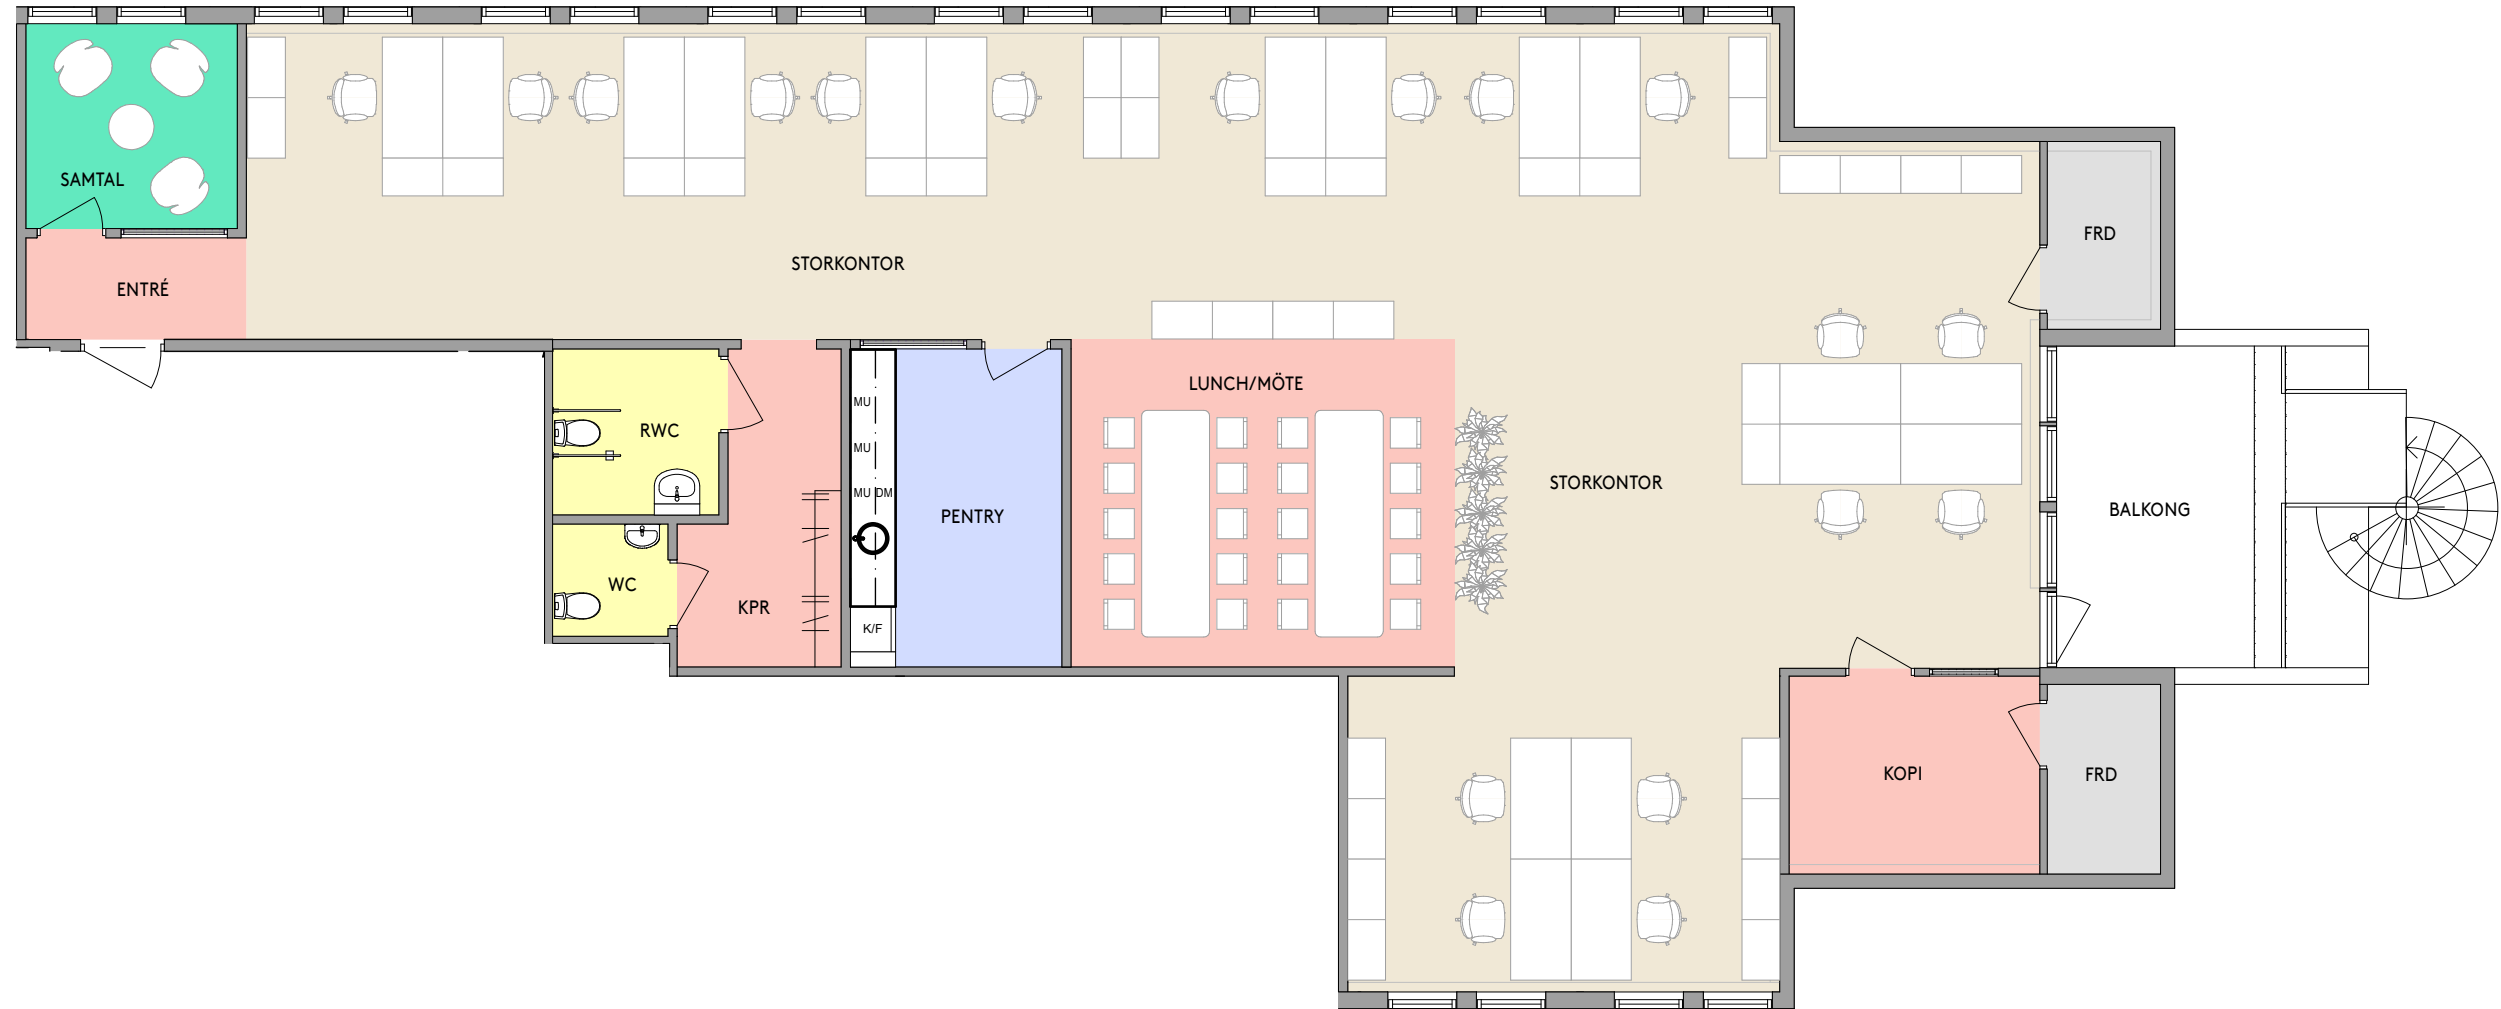 SAMTAL
FRD
STORKONTOR
ENTRÉ
LUNCH/MÖTE
MU
RWC
MU
STORKONTOR
MU DM
BALKONG
PENTRY
WC
KPR
K/F
KOPI
FRD